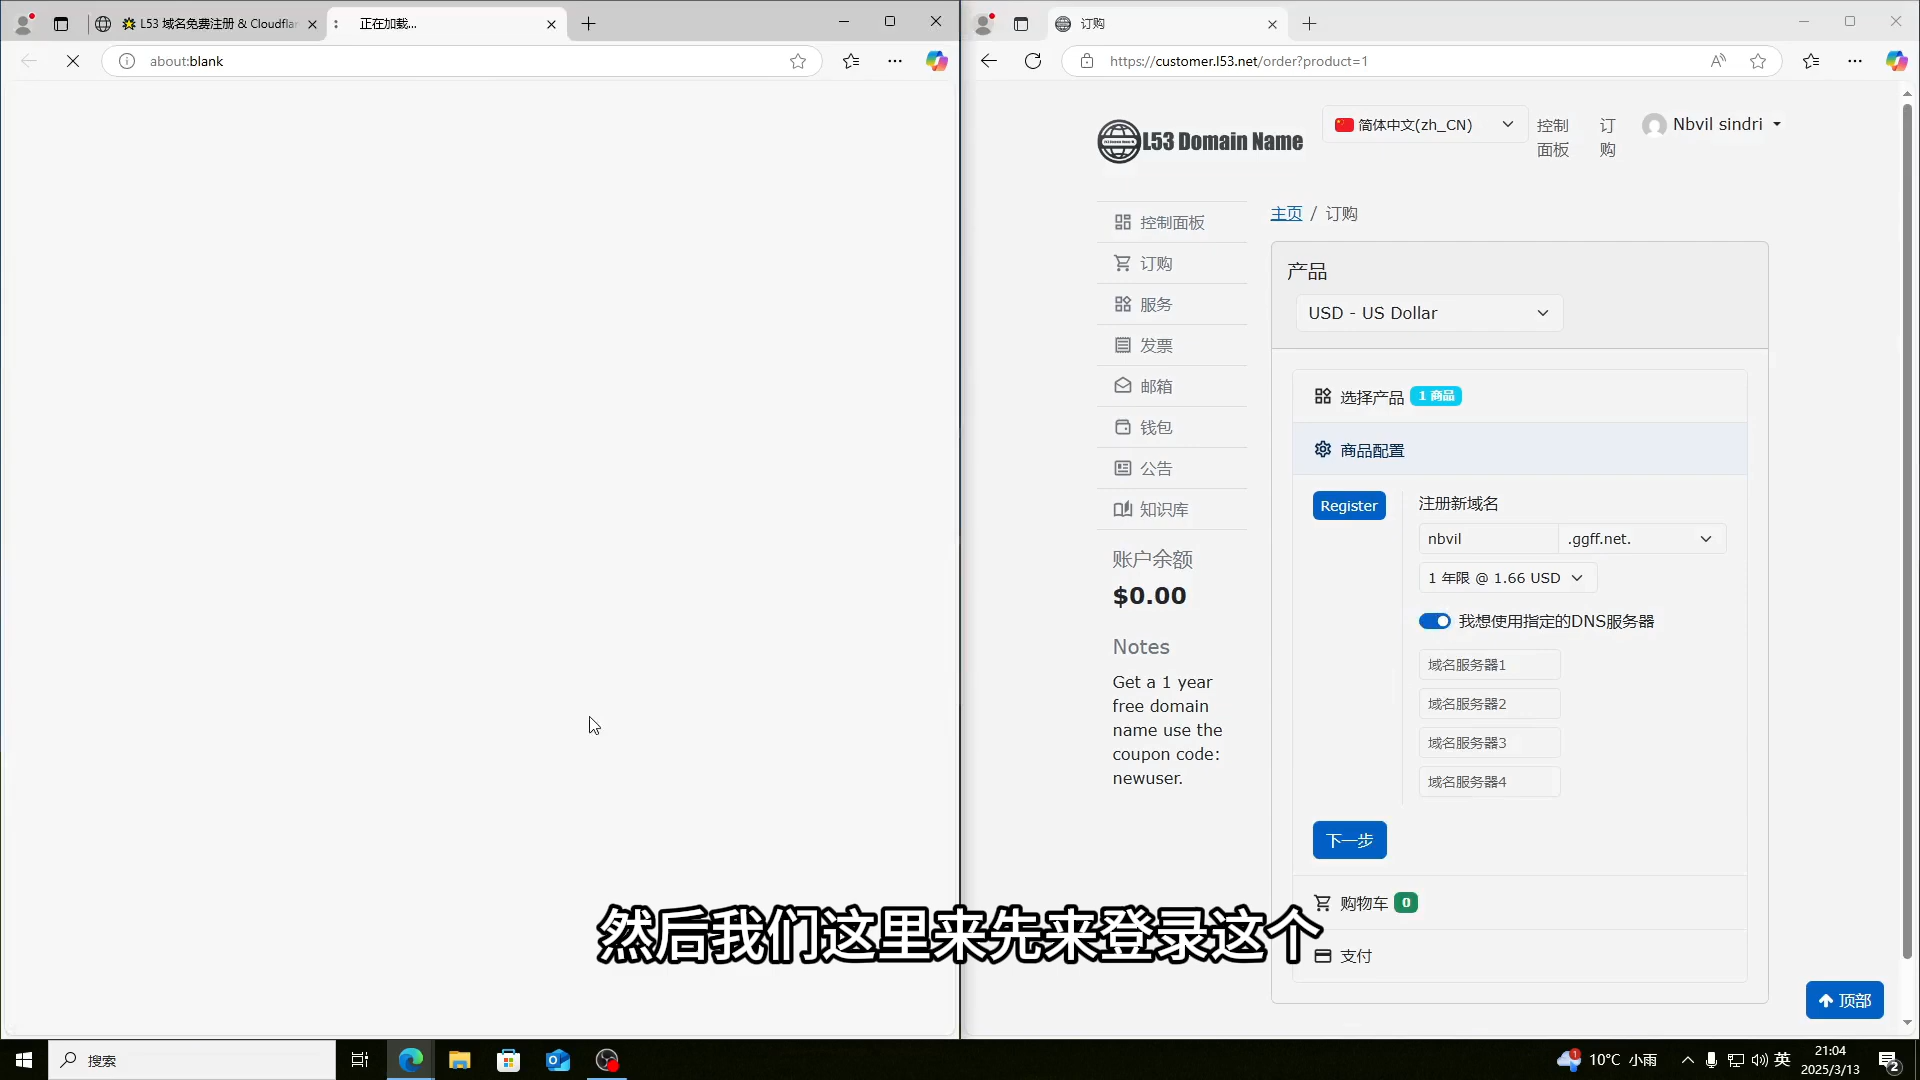 L53 域名免费注册 & Cloudflar
正在加载...
about:blank
订购
https://customer.l53.net/order?product=1
L53 Domain Name
简体中文(zh_CN)
控制面板
订购
Nbvil sindri
控制面板
订购
服务
发票
邮箱
钱包
公告
知识库
账户余额
$0.00
Notes
Get a 1 year
free domain
name use the
coupon code:
newuser.
主页 / 订购
产品
USD - US Dollar
选择产品 1 商品
商品配置
Register
注册新域名
nbvil .ggff.net.
1 年限 @ 1.66 USD
我想使用指定的DNS服务器
域名服务器1
域名服务器2
域名服务器3
域名服务器4
下一步
购物车 0
支付
顶部
然后我们这里来先来登录这个
搜索
1
10°C 小雨
英
21:04
2025/3/13
2